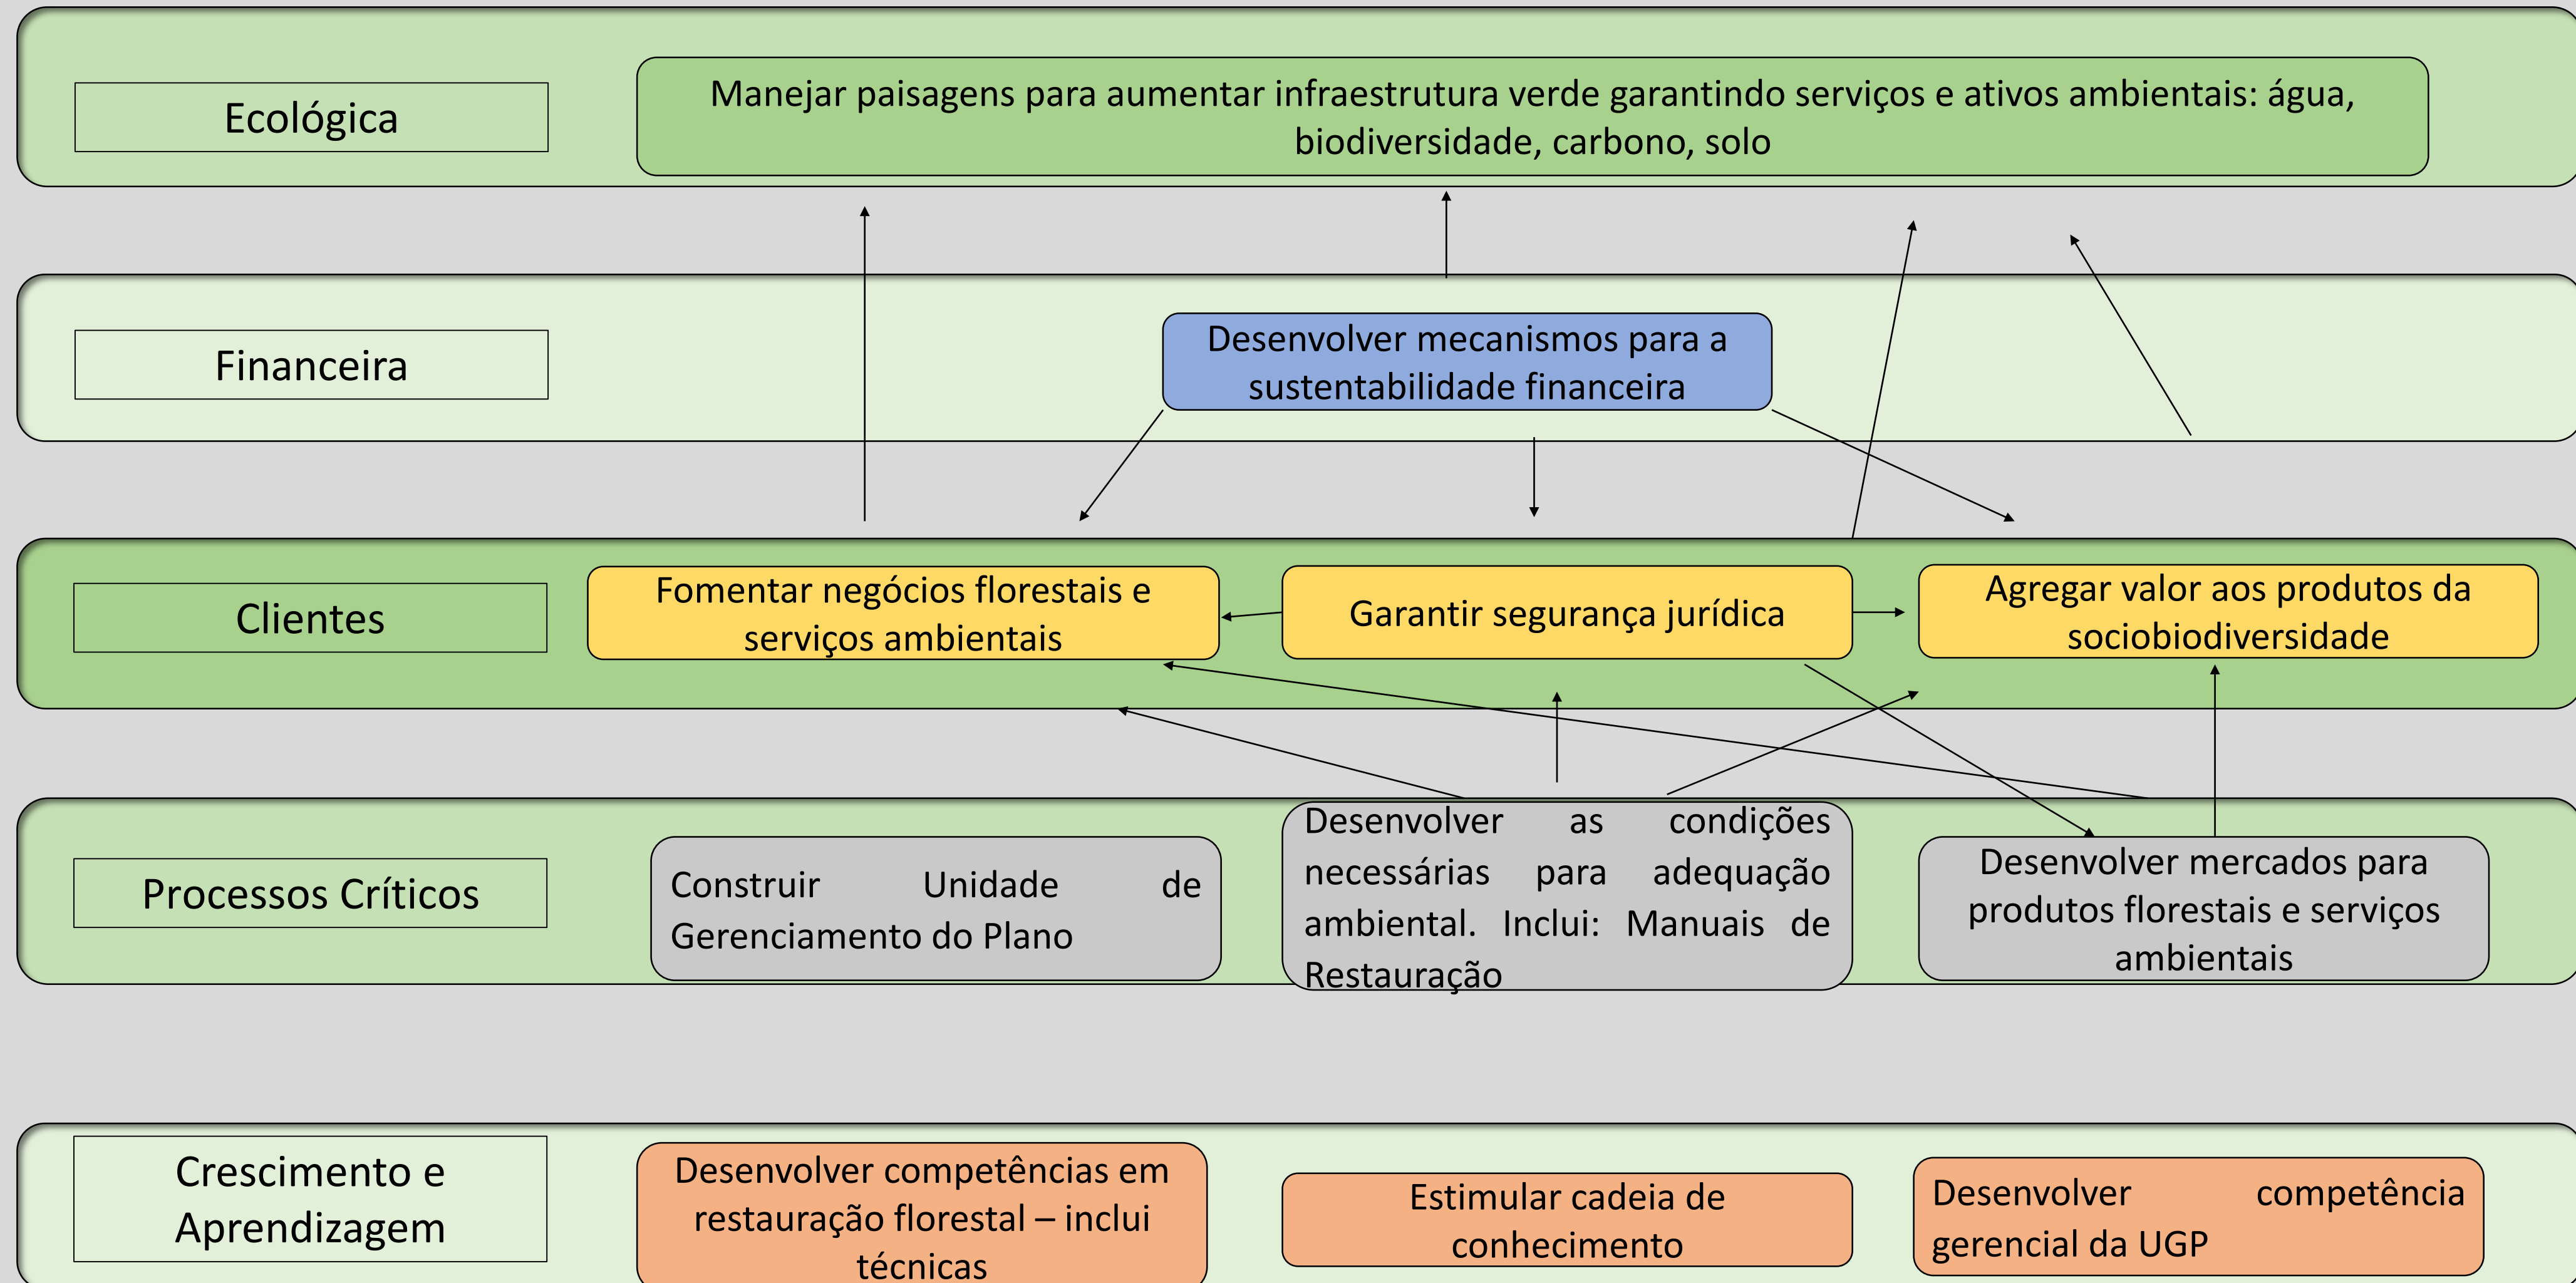 Ecológica
Manejar paisagens para aumentar infraestrutura verde garantindo serviços e ativos ambientais: água,
biodiversidade, carbono, solo
Financeira
Desenvolver mecanismos para a
sustentabilidade financeira
Clientes
Fomentar negócios florestais e
serviços ambientais
Garantir segurança jurídica
Agregar valor aos produtos da
sociobiodiversidade
Processos Críticos
Construir Unidade de
Gerenciamento do Plano
Desenvolver as condições
necessárias para adequação
ambiental. Inclui: Manuais de
Restauração
Desenvolver mercados para
produtos florestais e serviços
ambientais
Crescimento e
Aprendizagem
Desenvolver competências em
restauração florestal – inclui
técnicas
Estimular cadeia de
conhecimento
Desenvolver competência
gerencial da UGP